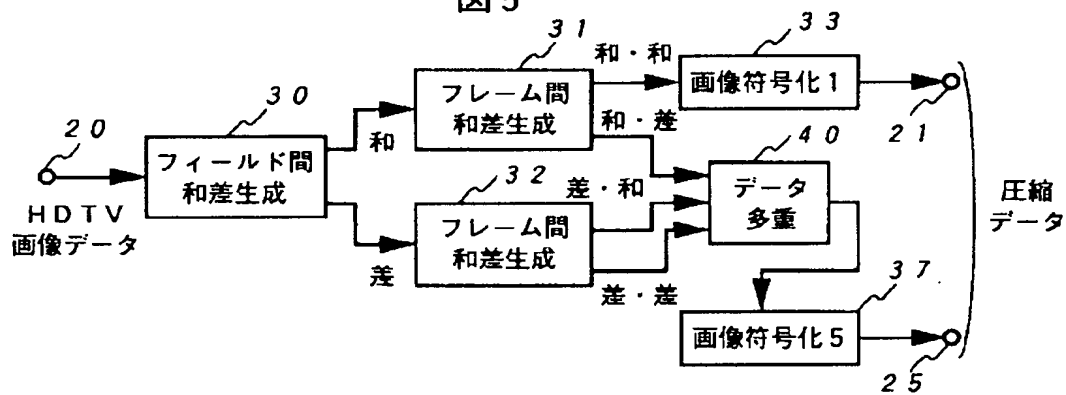 図5
20
HDTV
画像データ
30
フィールド間
和差生成
和
差
31
フレーム間
和差生成
和・和
和・差
32
フレーム間
和差生成
差・和
差・差
33
画像符号化1
21
40
データ
多重
37
画像符号化5
25
圧縮
データ